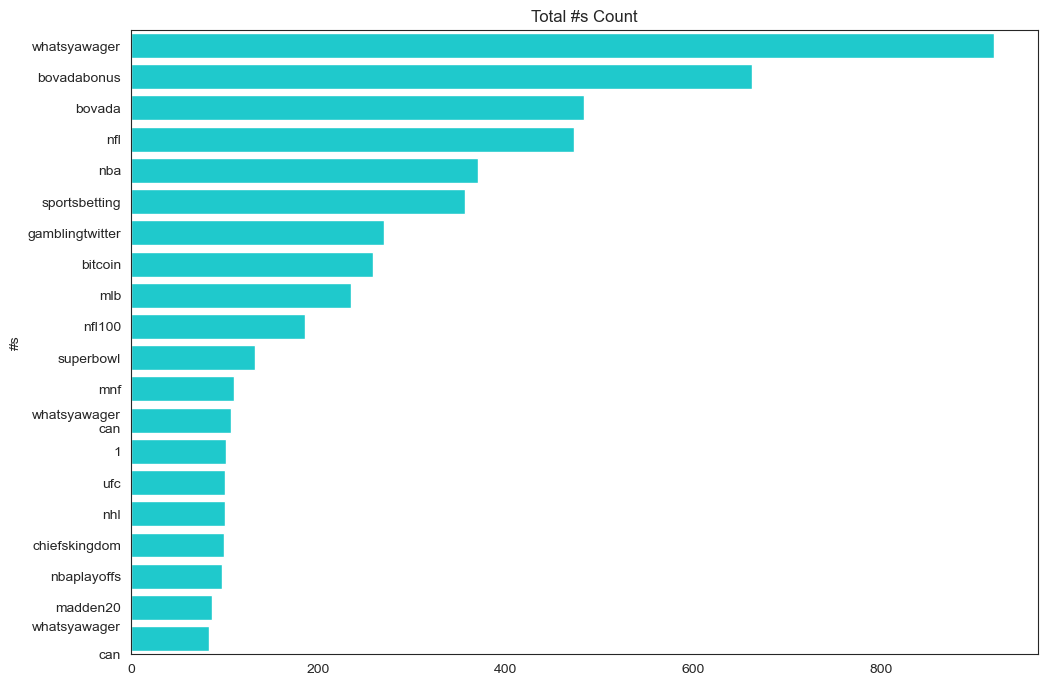 Total #s Count
whatsyawager
bovadabonus
bovada
nfl
nba
sportsbetting
gamblingtwitter
bitcoin
mlb
nfl100
superbowl
mnf
whatsyawager
can
1
ufc
nhl
chiefskingdom
nbaplayoffs
madden20
whatsyawager
can
#s
0 200 400 600 800